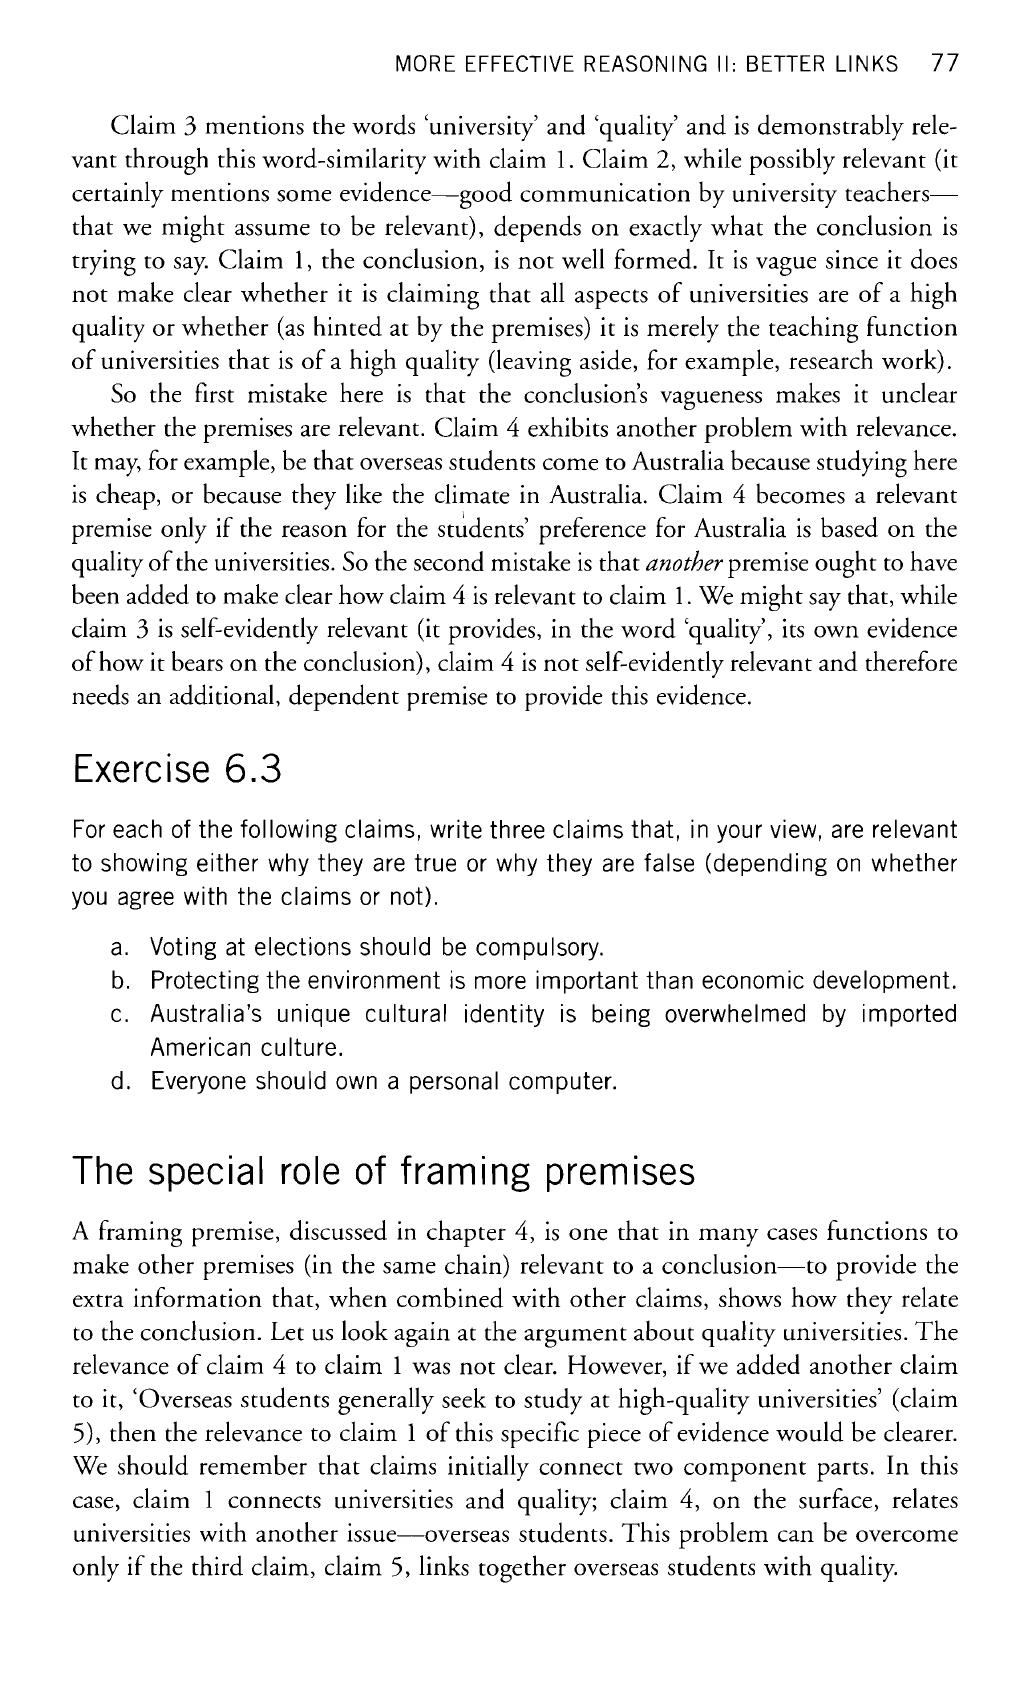 MORE EFFECTIVE REASONING II: BETTER LINKS 77
Claim 3 mentions the words ‘university’ and ‘quality’ and is demonstrably rele-
vant through this word-similarity with claim 1. Claim 2, while possibly relevant (it
certainly mentions some evidence—good communication by university teachers—
that we might assume to be relevant), depends on exactly what the conclusion is
trying to say. Claim 1, the conclusion, is not well formed. It is vague since it does
not make clear whether it is claiming that all aspects of universities are of a high
quality or whether (as hinted at by the premises) it is merely the teaching function
of universities that is of a high quality (leaving aside, for example, research work).
So the first mistake here is that the conclusion’s vagueness makes it unclear
whether the premises are relevant. Claim 4 exhibits another problem with relevance.
It may, for example, be that overseas students come to Australia because studying here
is cheap, or because they like the climate in Australia. Claim 4 becomes a relevant
premise only if the reason for the students’ preference for Australia is based on the
quality of the universities. So the second mistake is that another premise ought to have
been added to make clear how claim 4 is relevant to claim 1. We might say that, while
claim 3 is self-evidently relevant (it provides, in the word ‘quality’, its own evidence
of how it bears on the conclusion), claim 4 is not self-evidently relevant and therefore
needs an additional, dependent premise to provide this evidence.
Exercise 6.3
For each of the following claims, write three claims that, in your view, are relevant
to showing either why they are true or why they are false (depending on whether
you agree with the claims or not).
a. Voting at elections should be compulsory.
b. Protecting the environment is more important than economic development.
c. Australia’s unique cultural identity is being overwhelmed by imported
American culture.
d. Everyone should own a personal computer.
The special role of framing premises
A framing premise, discussed in chapter 4, is one that in many cases functions to
make other premises (in the same chain) relevant to a conclusion—to provide the
extra information that, when combined with other claims, shows how they relate
to the conclusion. Let us look again at the argument about quality universities. The
relevance of claim 4 to claim 1 was not clear. However, if we added another claim
to it, ‘Overseas students generally seek to study at high-quality universities’ (claim
5), then the relevance to claim 1 of this specific piece of evidence would be clearer.
We should remember that claims initially connect two component parts. In this
case, claim 1 connects universities and quality; claim 4, on the surface, relates
universities with another issue—overseas students. This problem can be overcome
only if the third claim, claim 5, links together overseas students with quality.